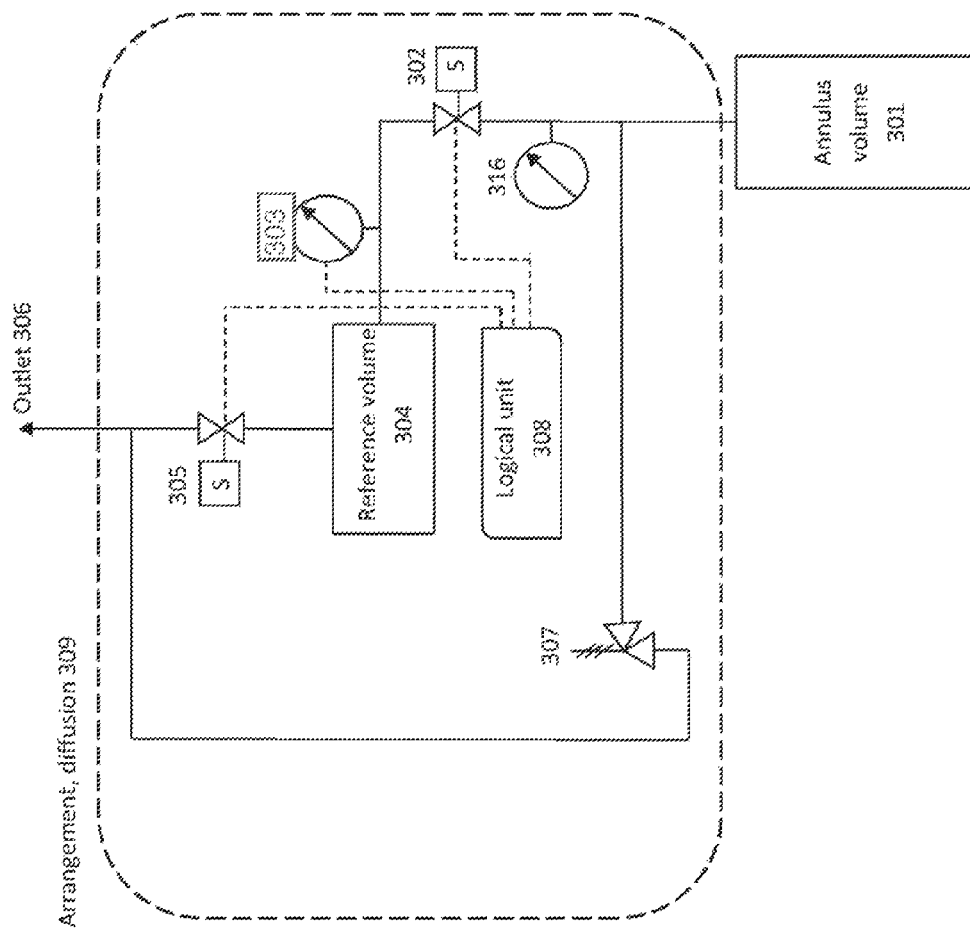 Arrangement, diffusion 309
Outlet 306
305
S
303
302
S
Reference volume
304
Logical unit
308
316
307
Annulus
volume
301